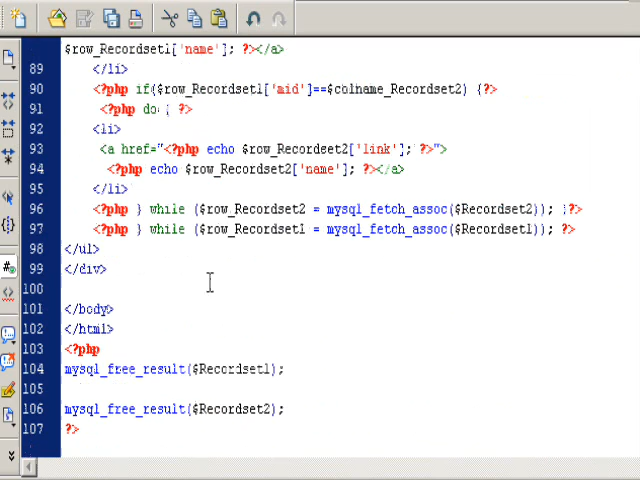 $row_Recordset1['name']; ?></a>
89 </li>
90 <?php if($row_Recordset1['mid']==$colname_Recordset2) {?>
91 <?php do { ?>
92 <li>
93 <a href="<?php echo $row_Recordset2['link']; ?>">
94 <?php echo $row_Recordset2['name']; ?></a>
95 </li>
96 <?php } while ($row_Recordset2 = mysql_fetch_assoc($Recordset2)); ?>
97 <?php } while ($row_Recordset1 = mysql_fetch_assoc($Recordset1)); ?>
98 </ul>
99 </div>
100
101 </body>
102 </html>
103 <?php
104 mysql_free_result($Recordset1);
105
106 mysql_free_result($Recordset2);
107 ?>